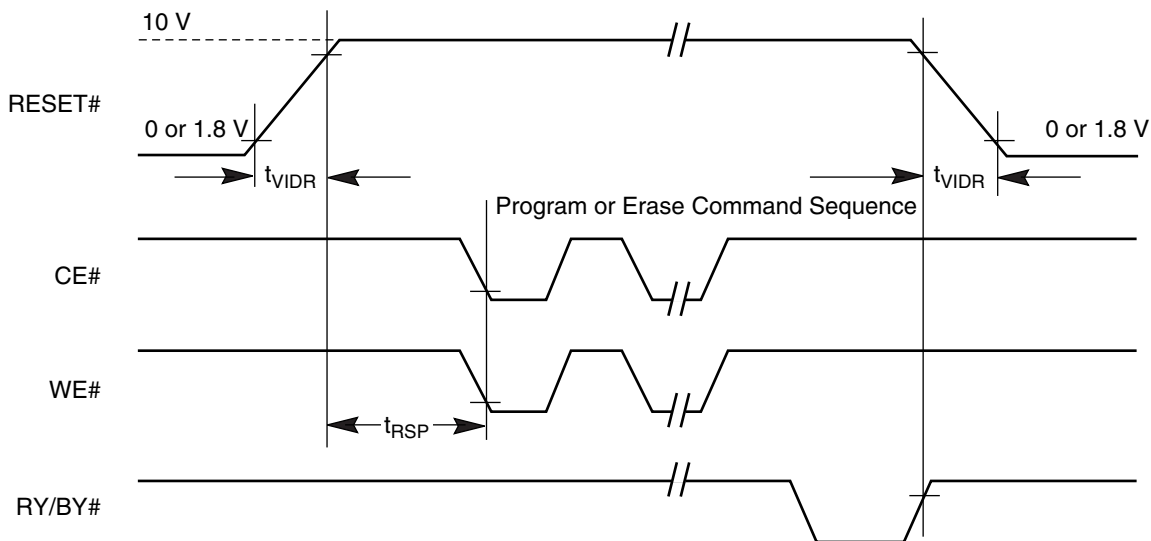 10 V
RESET#
0 or 1.8 V
0 or 1.8 V
tVIDR
tVIDR
Program or Erase Command Sequence
CE#
WE#
tRSP
RY/BY#